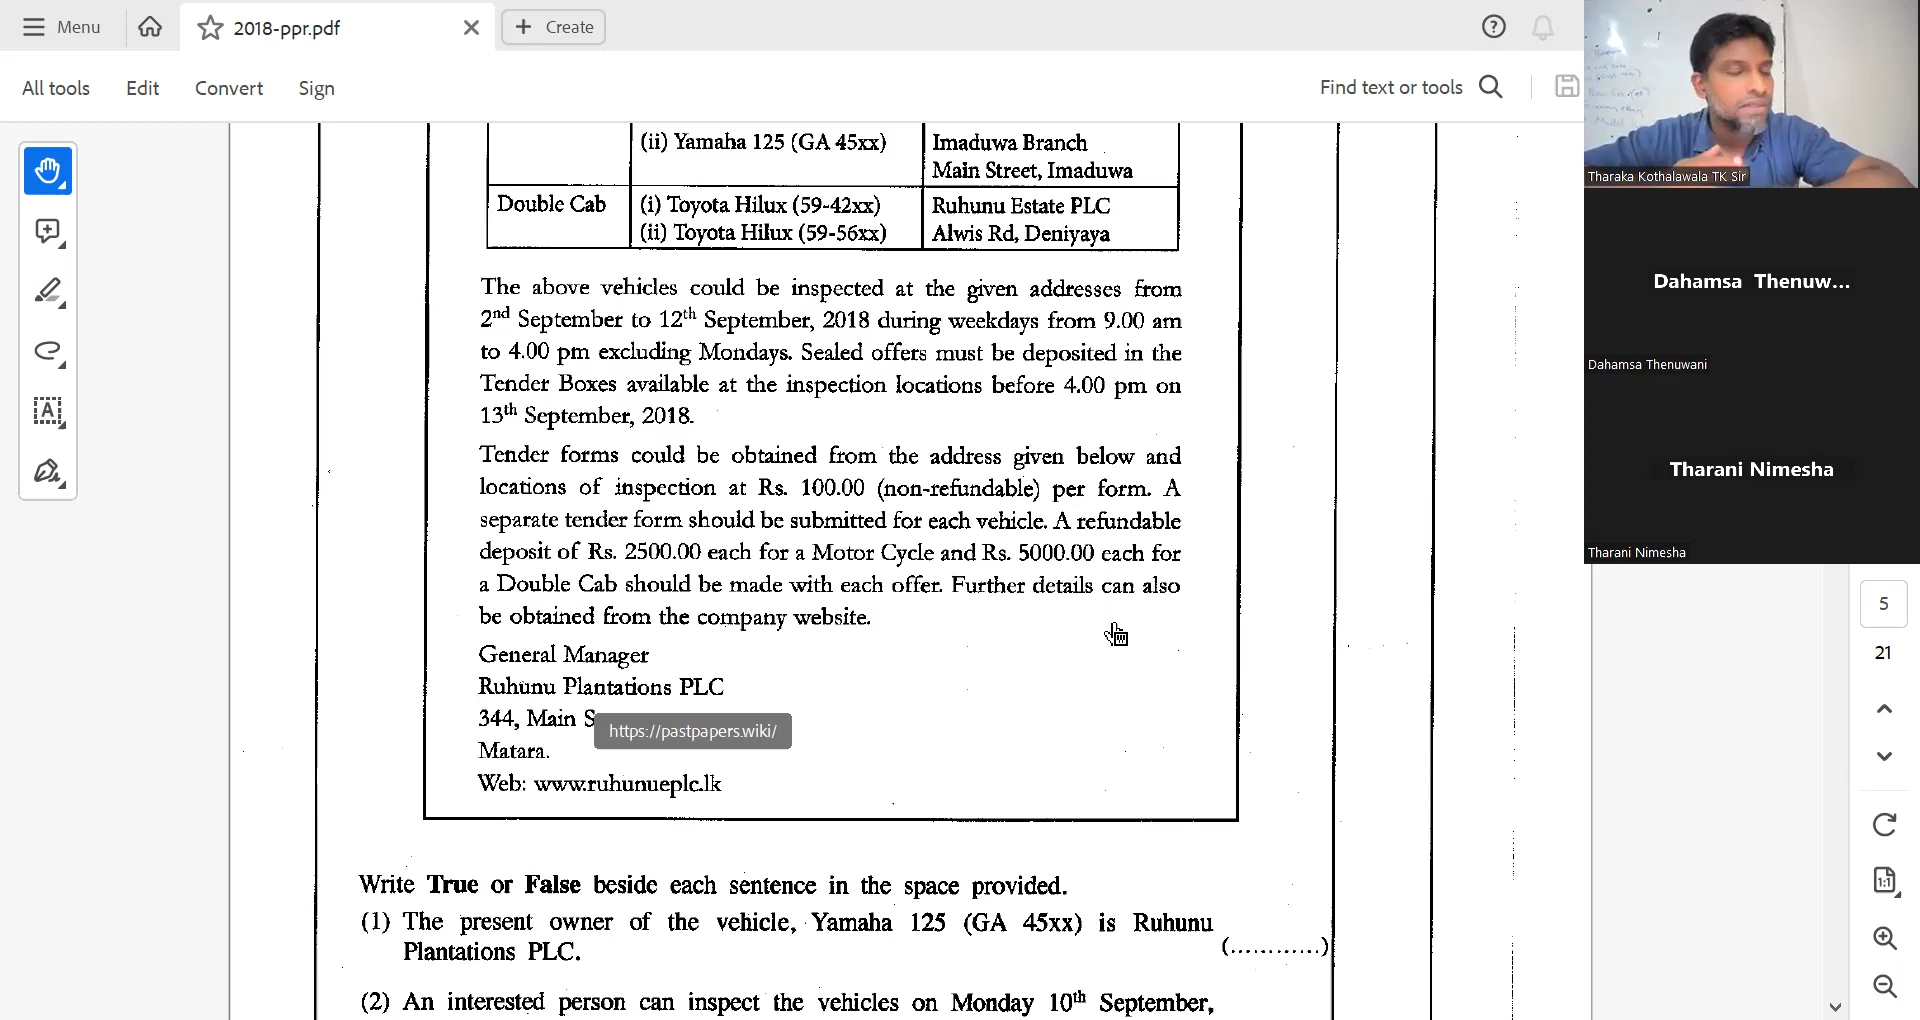 Menu
2018-ppr.pdf
Create
All tools
Edit
Convert
Sign
Find text or tools
(ii) Yamaha 125 (GA 45xx)
Imaduwa Branch
Main Street, Imaduwa
Double Cab
(i) Toyota Hilux (59-42xx)
(ii) Toyota Hilux (59-56xx)
Ruhunu Estate PLC
Alwis Rd, Deniyaya
The above vehicles could be inspected at the given addresses from
2nd September to 12th September, 2018 during weekdays from 9.00 am
to 4.00 pm excluding Mondays. Sealed offers must be deposited in the
Tender Boxes available at the inspection locations before 4.00 pm on
13th September, 2018.
Tender forms could be obtained from the address given below and
locations of inspection at Rs. 100.00 (non-refundable) per form. A
separate tender form should be submitted for each vehicle. A refundable
deposit of Rs. 2500.00 each for a Motor Cycle and Rs. 5000.00 each for
a Double Cab should be made with each offer. Further details can also
be obtained from the company website.
General Manager
Ruhunu Plantations PLC
344, Main S
https://pastpapers.wiki/
Matara.
Web: www.ruhunueplc.lk
Write True or False beside each sentence in the space provided.
(1) The present owner of the vehicle, Yamaha 125 (GA 45xx) is Ruhunu
Plantations PLC.
(............)
(2) An interested person can inspect the vehicles on Monday 10th September,
Tharaka Kothalawala TK Sir
Dahamsa Thenuw...
Dahamsa Thenuwani
Tharani Nimesha
Tharani Nimesha
5
21
1:1